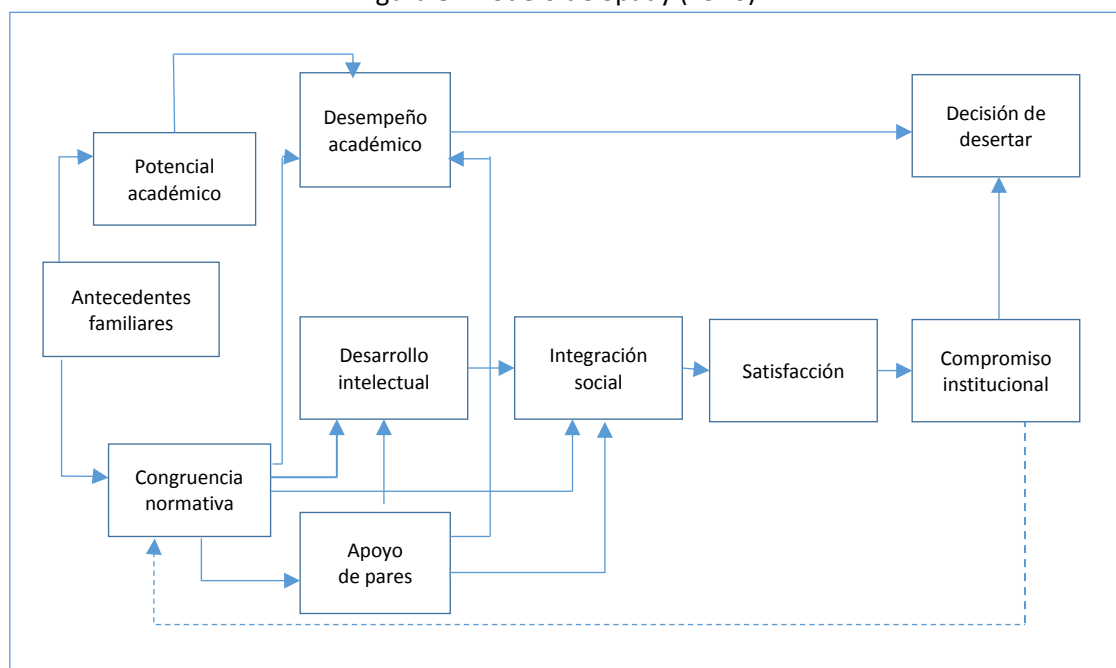 Desempeño
académico
Decisión de
desertar
Potencial
académico
Antecedentes
familiares
Desarrollo
intelectual
Integración
social
Satisfacción
Compromiso
institucional
Congruencia
normativa
Apoyo
de pares